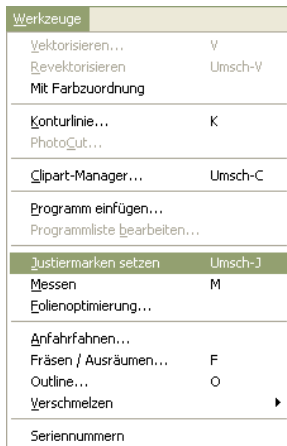 Werkzeuge
Vektorisieren... V
Revektorisieren Umsch-V
Mit Farbzuordnung
Konturlinie... K
PhotoCut...
Clipart-Manager... Umsch-C
Programm einfügen...
Programmliste bearbeiten...
Justiermarken setzen Umsch-J
Messen M
Folienoptimierung...
Anfahrfahnen...
Fräsen / Ausräumen... F
Outline... O
Verschmelzen
Seriennummern